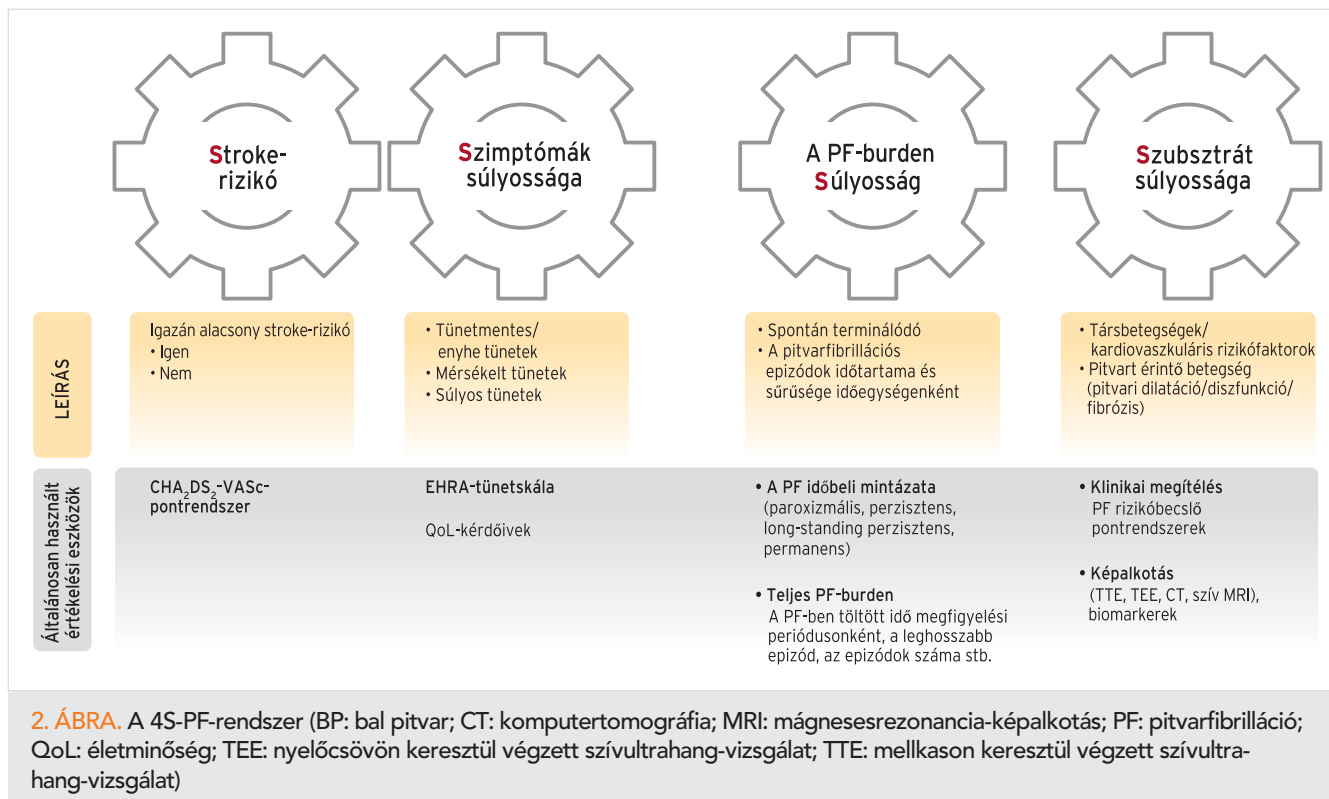 Stroke-
rizikó
Szimptómák
súlyossága
A PF-burden
Súlyosság
Szubsztrát
súlyossága
LEÍRÁS
Igazán alacsony stroke-rizikó
• Igen
• Nem
• Tünetmentes/
enyhe tünetek
• Mérsékelt tünetek
• Súlyos tünetek
• Spontán terminálódó
• A pitvarfibrillációs
epizódok időtartama és
sűrűsége időegységenként
• Társbetegségek/
kardiovaszkuláris rizikófaktorok
• Pitvart érintő betegség
(pitvari dilatáció/diszfunkció/
fibrózis)
Általánosan használt
értékelési eszközök
CHA₂DS₂-VASc-
pontrendszer
EHRA-tünetskála
QoL-kérdőivek
• A PF időbeli mintázata
(paroxizmális, perzisztens,
long-standing perzisztens,
permanens)
• Teljes PF-burden
A PF-ben töltött idő megfigyelési
periódusonként, a leghosszabb
epizód, az epizódok száma stb.
• Klinikai megítélés
PF rizikóbecslő
pontrendszerek
• Képalkotás
(TTE, TEE, CT, szív MRI),
biomarkerek
2. ÁBRA. A 4S-PF-rendszer (BP: bal pitvar; CT: komputertomográfia; MRI: mágnesesrezonancia-képalkotás; PF: pitvarfibrilláció;
QoL: életminőség; TEE: nyelőcsövön keresztül végzett szívultrahang-vizsgálat; TTE: mellkason keresztül végzett szívultra-
hang-vizsgálat)